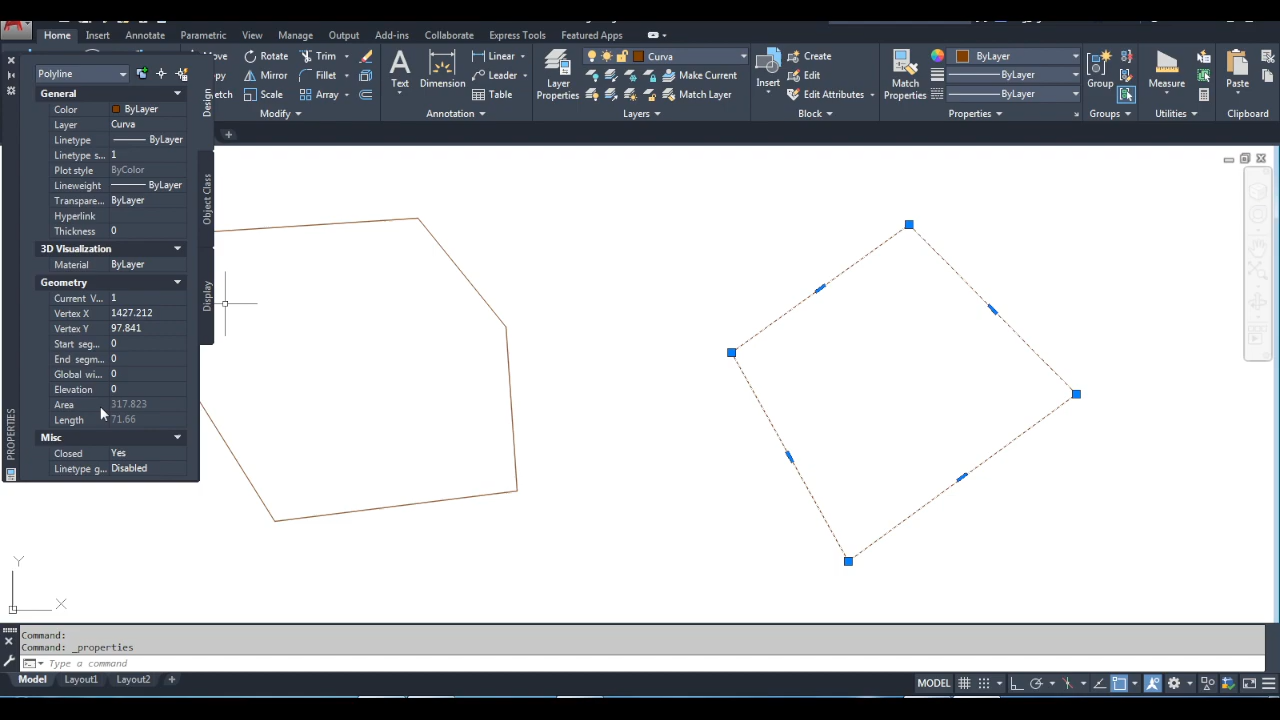 Home Insert Annotate Parametric View Manage Output Add-ins Collaborate Express Tools Featured Apps
Rotate Trim Linear Curva Create ByLayer
Mirror Fillet Leader Make Current Edit ByLayer
Scale Array Table Match Layer Edit Attributes ByLayer
Text Dimension Layer Properties Insert Match Properties Group Measure Paste
Modify Annotation Layers Block Properties Groups Utilities Clipboard
Polyline
General
Color ByLayer
Layer Curva
Linetype ByLayer
Linetype s... 1
Plot style ByColor
Lineweight ByLayer
Transpare... ByLayer
Hyperlink
Thickness 0
3D Visualization
Material ByLayer
Geometry
Current V... 1
Vertex X 1427.212
Vertex Y 97.841
Start seg... 0
End segm... 0
Global wi... 0
Elevation 0
Area 317.823
Length 71.66
Misc
Closed Yes
Linetype g... Disabled
Design
Object Class
Display
PROPERTIES
Y
X
Command:
Command: _properties
Type a command
Model Layout1 Layout2 + MODEL